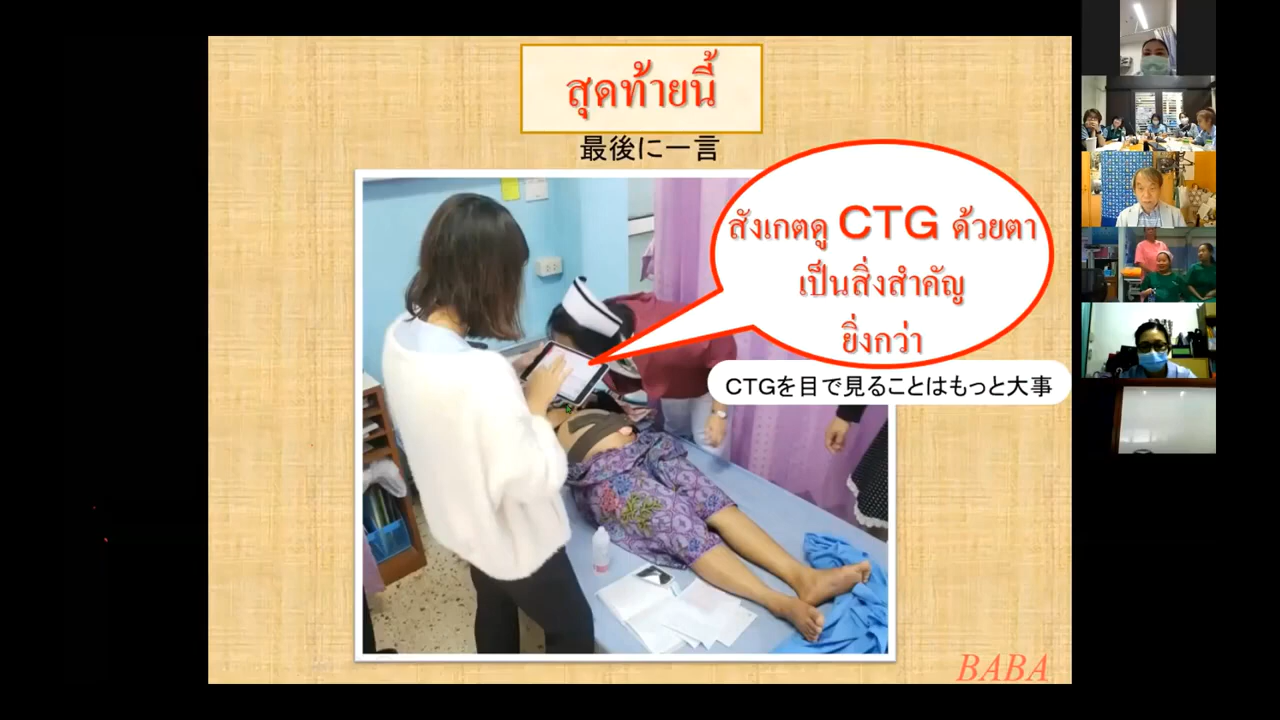 สุดท้ายนี้
最後に一言
สังเกตดู CTG ด้วยตา
เป็นสิ่งสำคัญ
ยิ่งกว่า
CTGを目で見ることはもっと大事
BABA